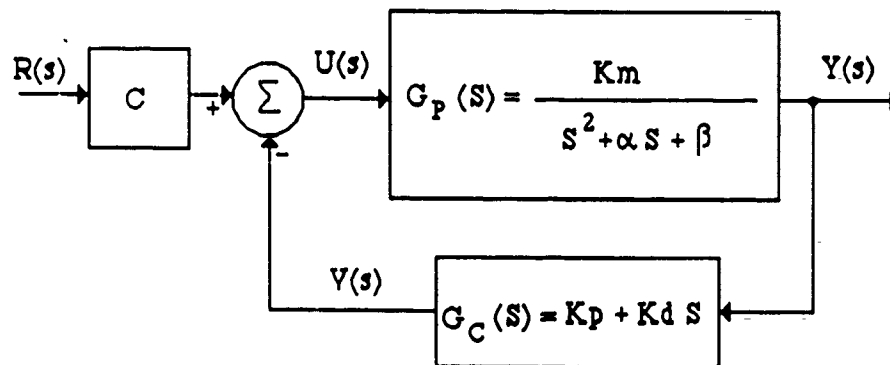 R(s)
C
+
Σ
-
U(s)
G_P (S) = Km / S^2 + α S + β
Y(s)
Y(s)
G_C (S) = Kp + Kd S